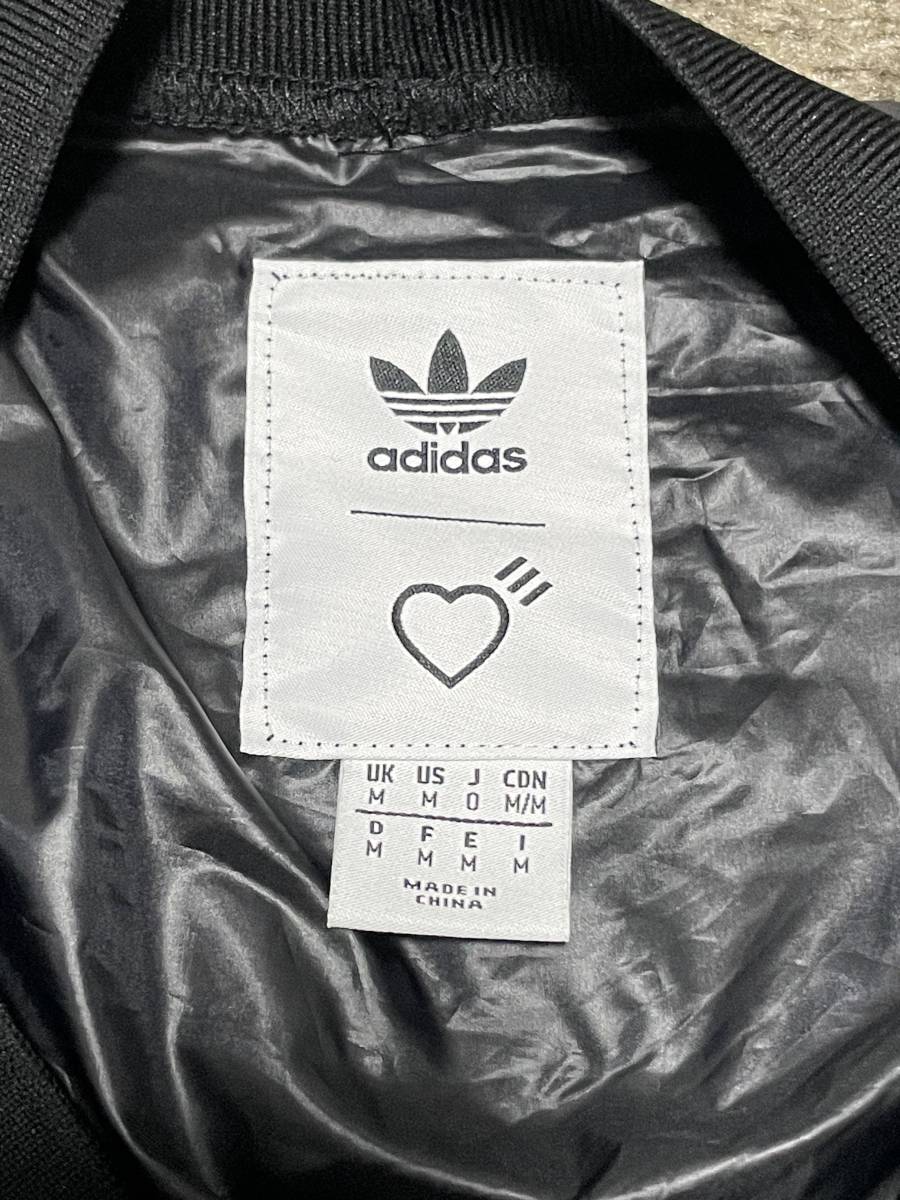 adidas
UK US J CDN
M M O M/M
D F E I
M M M M
MADE IN
CHINA